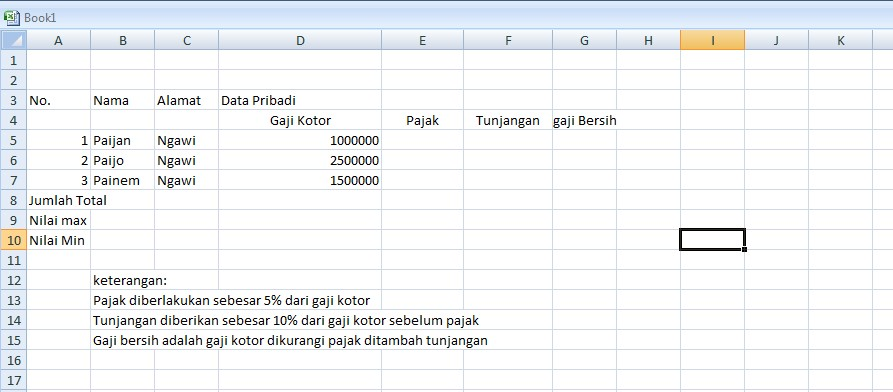 Book1
A B C D E F G H I J K
1
2
3 No. Nama Alamat Data Pribadi
4 Gaji Kotor Pajak Tunjangan gaji Bersih
5 1 Paijan Ngawi 1000000
6 2 Paijo Ngawi 2500000
7 3 Painem Ngawi 1500000
8 Jumlah Total
9 Nilai max
10 Nilai Min
11
12 keterangan:
13 Pajak diberlakukan sebesar 5% dari gaji kotor
14 Tunjangan diberikan sebesar 10% dari gaji kotor sebelum pajak
15 Gaji bersih adalah gaji kotor dikurangi pajak ditambah tunjangan
16
17